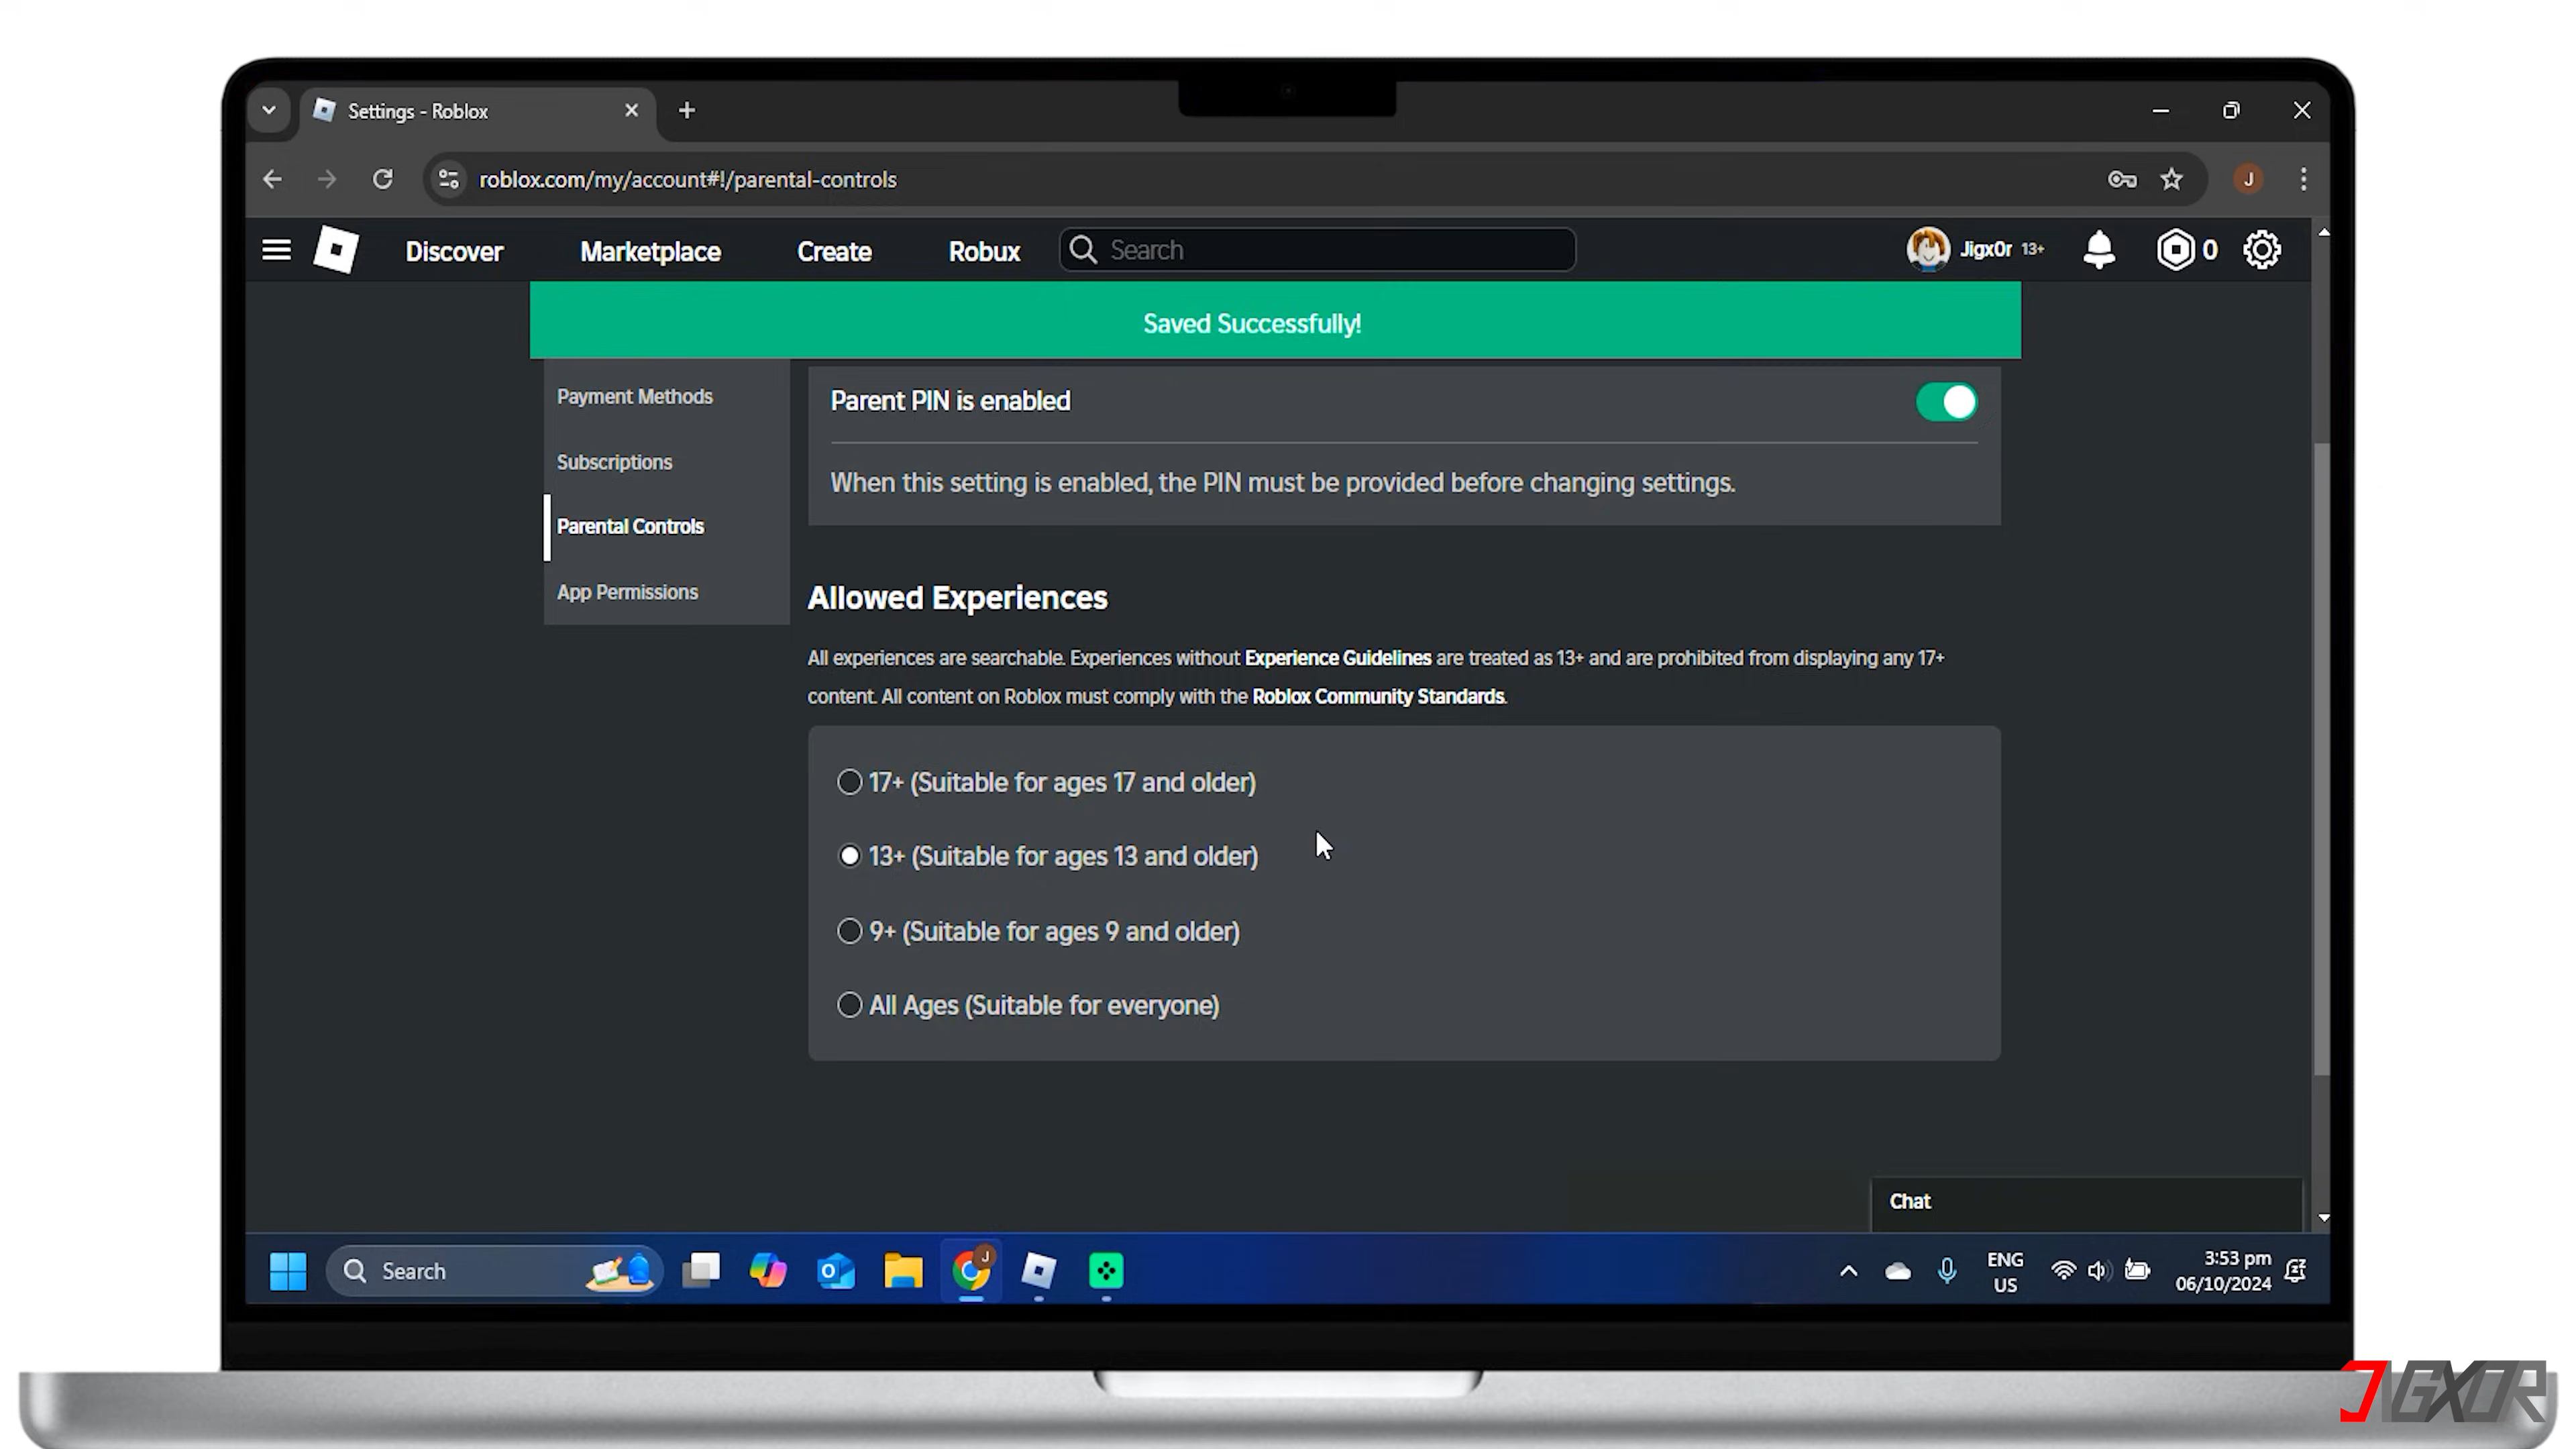 Settings - Roblox
roblox.com/my/account#!/parental-controls
J
Discover
Marketplace
Create
Robux
Search
Jigx0r 13+
0
Saved Successfully!
Payment Methods
Subscriptions
Parental Controls
App Permissions
Parent PIN is enabled
When this setting is enabled, the PIN must be provided before changing settings.
Allowed Experiences
All experiences are searchable. Experiences without Experience Guidelines are treated as 13+ and are prohibited from displaying any 17+
content. All content on Roblox must comply with the Roblox Community Standards.
17+ (Suitable for ages 17 and older)
13+ (Suitable for ages 13 and older)
9+ (Suitable for ages 9 and older)
All Ages (Suitable for everyone)
Chat
Search
J
ENG
US
3:53 pm
06/10/2024
JIGXOR